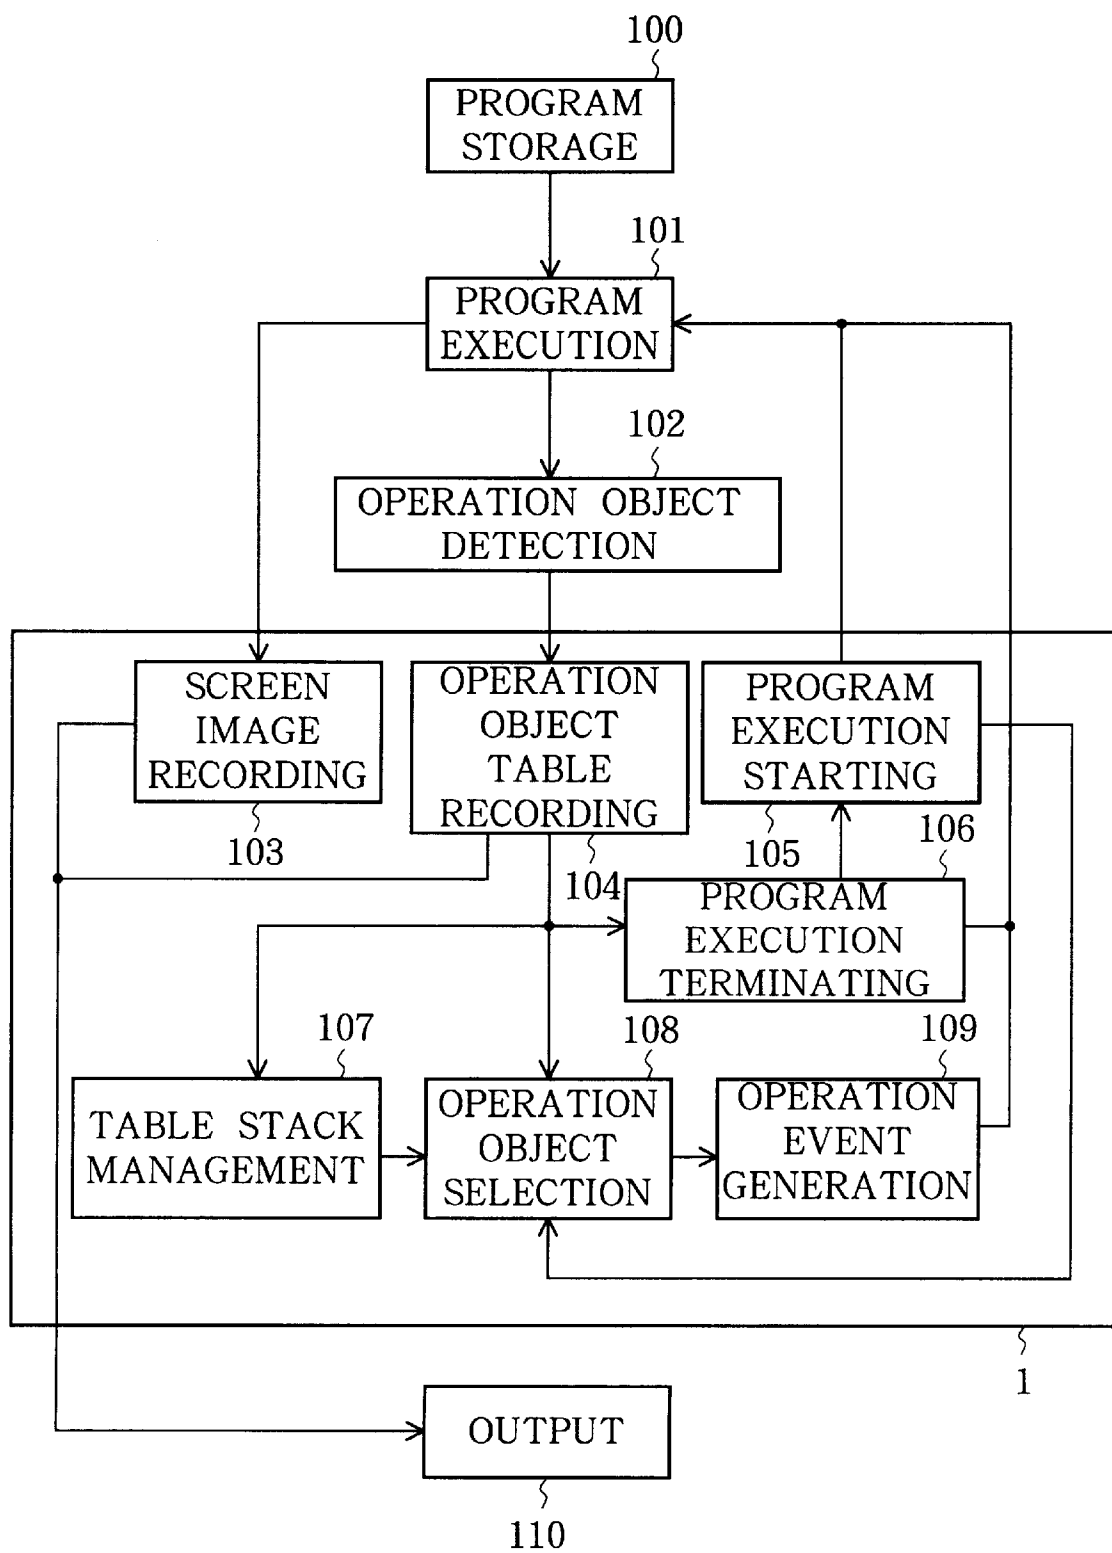 100
PROGRAM
STORAGE
101
PROGRAM
EXECUTION
102
OPERATION OBJECT
DETECTION
SCREEN
IMAGE
RECORDING
103
OPERATION
OBJECT
TABLE
RECORDING
104
PROGRAM
EXECUTION
STARTING
105
106
PROGRAM
EXECUTION
TERMINATING
107
TABLE STACK
MANAGEMENT
108
OPERATION
OBJECT
SELECTION
109
OPERATION
EVENT
GENERATION
1
OUTPUT
110